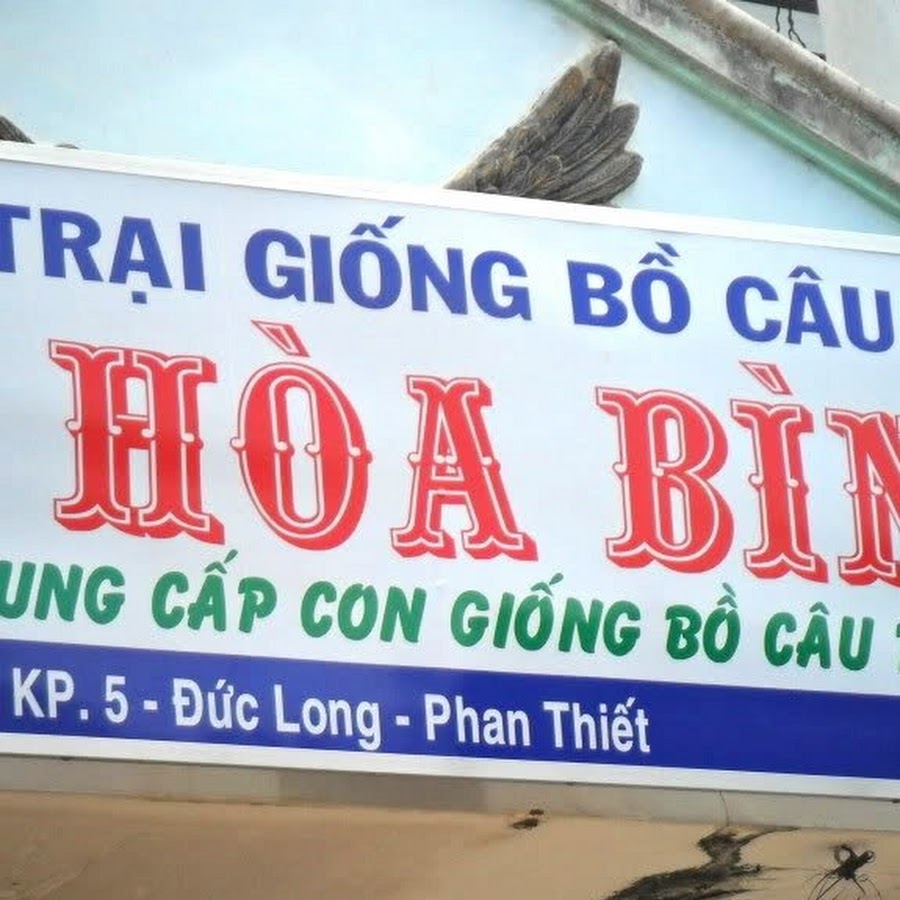 TRẠI GIỐNG BỒ CÂU
HÒA BÌN
UNG CẤP CON GIỐNG BỒ CÂU
KP. 5 - Đức Long - Phan Thiết